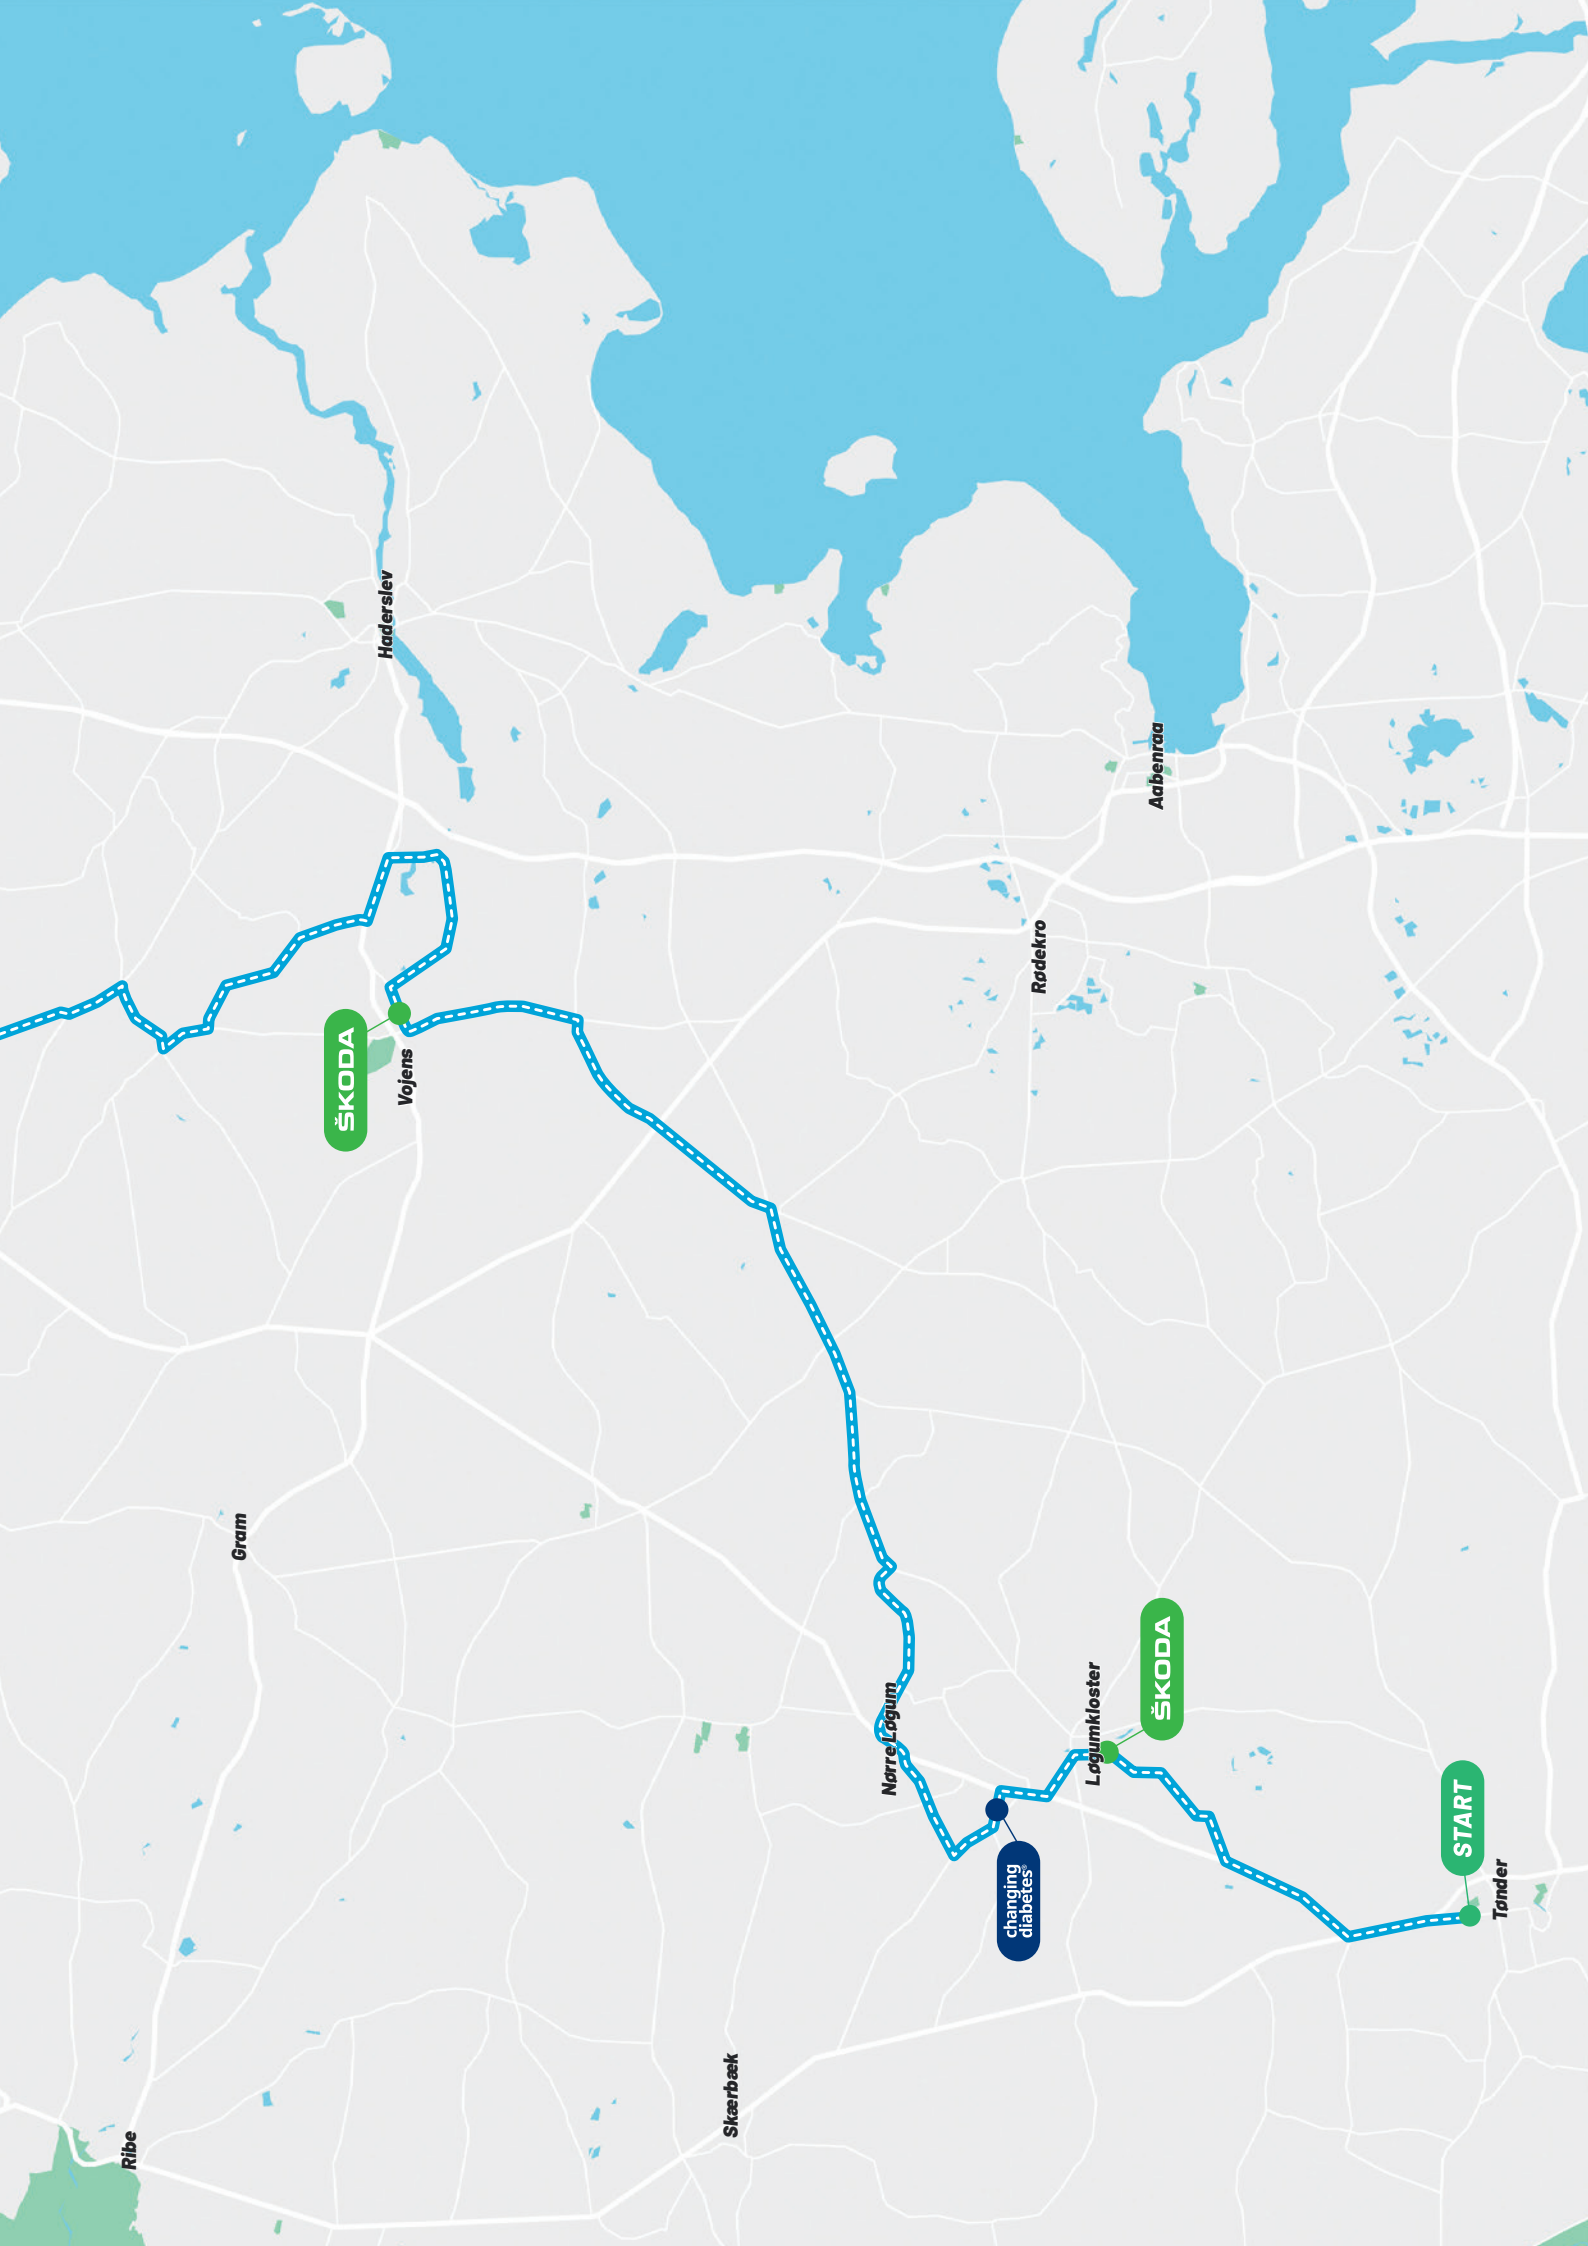 Haderslev
Aabenraa
Rødekro
ŠKODA
Vojens
Gram
Nørre Løgum
Løgumkloster
ŠKODA
changing
diabetes®
START
Tønder
Skærbæk
Ribe